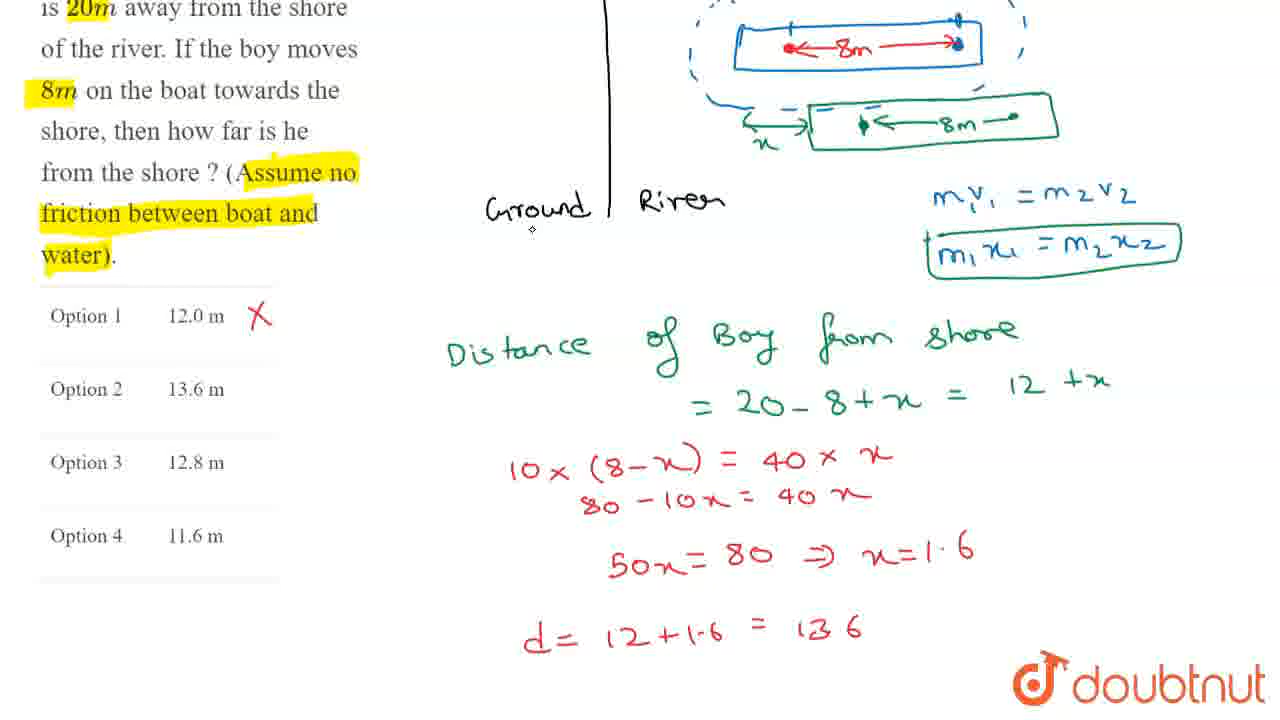 is 20m away from the shore
of the river. If the boy moves
8m on the boat towards the
shore, then how far is he
from the shore ? (Assume no
friction between boat and
water).
Option 1 12.0 m X
Option 2 13.6 m
Option 3 12.8 m
Option 4 11.6 m
8m
8m
x
Ground | River
m₁v₁ = m₂v₂
m₁x₁ = m₂x₂
Distance of Boy from shore
= 20 - 8 + x = 12 + x
10 × (8 - x) = 40 × x
80 - 10x = 40 x
50x = 80 ⇒ x = 1.6
d = 12 + 1.6 = 13 6
doubtnut